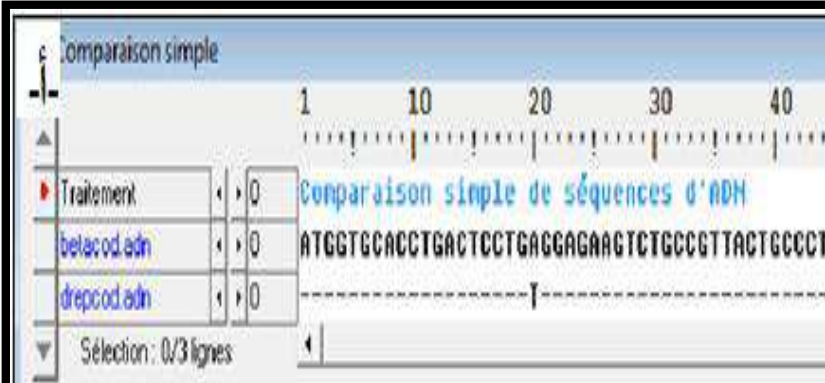 Comparaison simple
1 10 20 30 40
Traitement 0 Comparaison simple de séquences d'ADN
betacod.adn 0 ATGGTGCACCTGACTCCTGAGGAGAAGTCTGCCGTTACTGCCCT
drepcod.adn 0 -------------------T------------------------
Sélection : 0/3 lignes